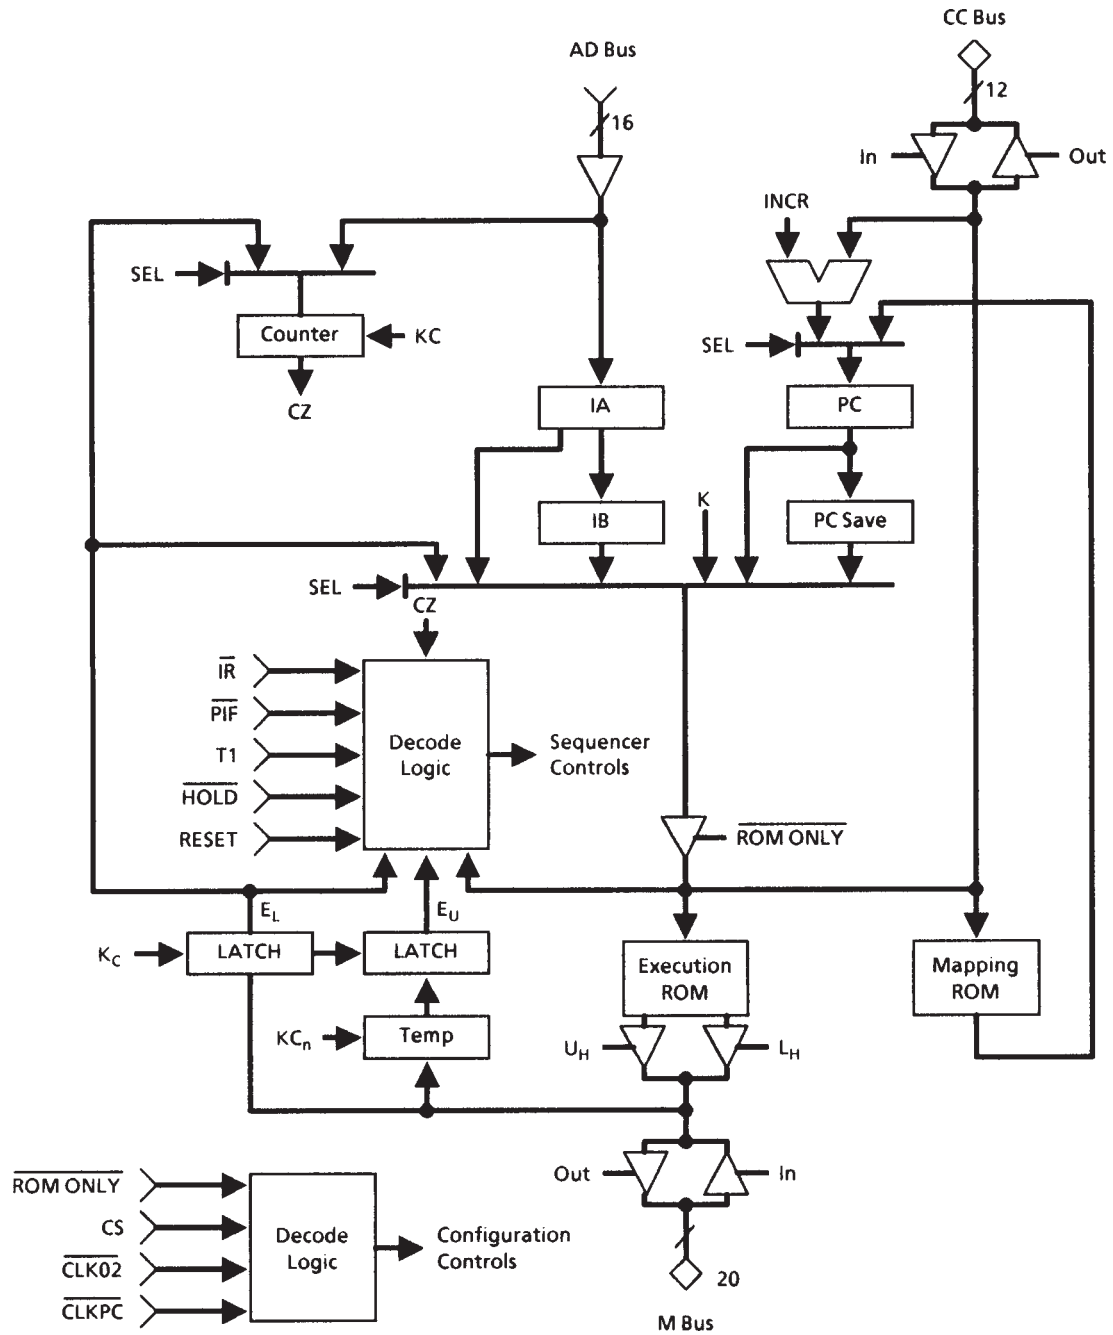 CC Bus
AD Bus
12
16
In
Out
INCR
SEL
Counter
KC
SEL
CZ
IA
PC
K
IB
PC Save
SEL
CZ
IR
PIF
T1
HOLD
RESET
Decode
Logic
Sequencer
Controls
ROM ONLY
EL
EU
KC
LATCH
LATCH
Execution
ROM
Mapping
ROM
KCn
Temp
UH
LH
Out
In
ROM ONLY
CS
CLK02
CLKPC
Decode
Logic
Configuration
Controls
20
M Bus